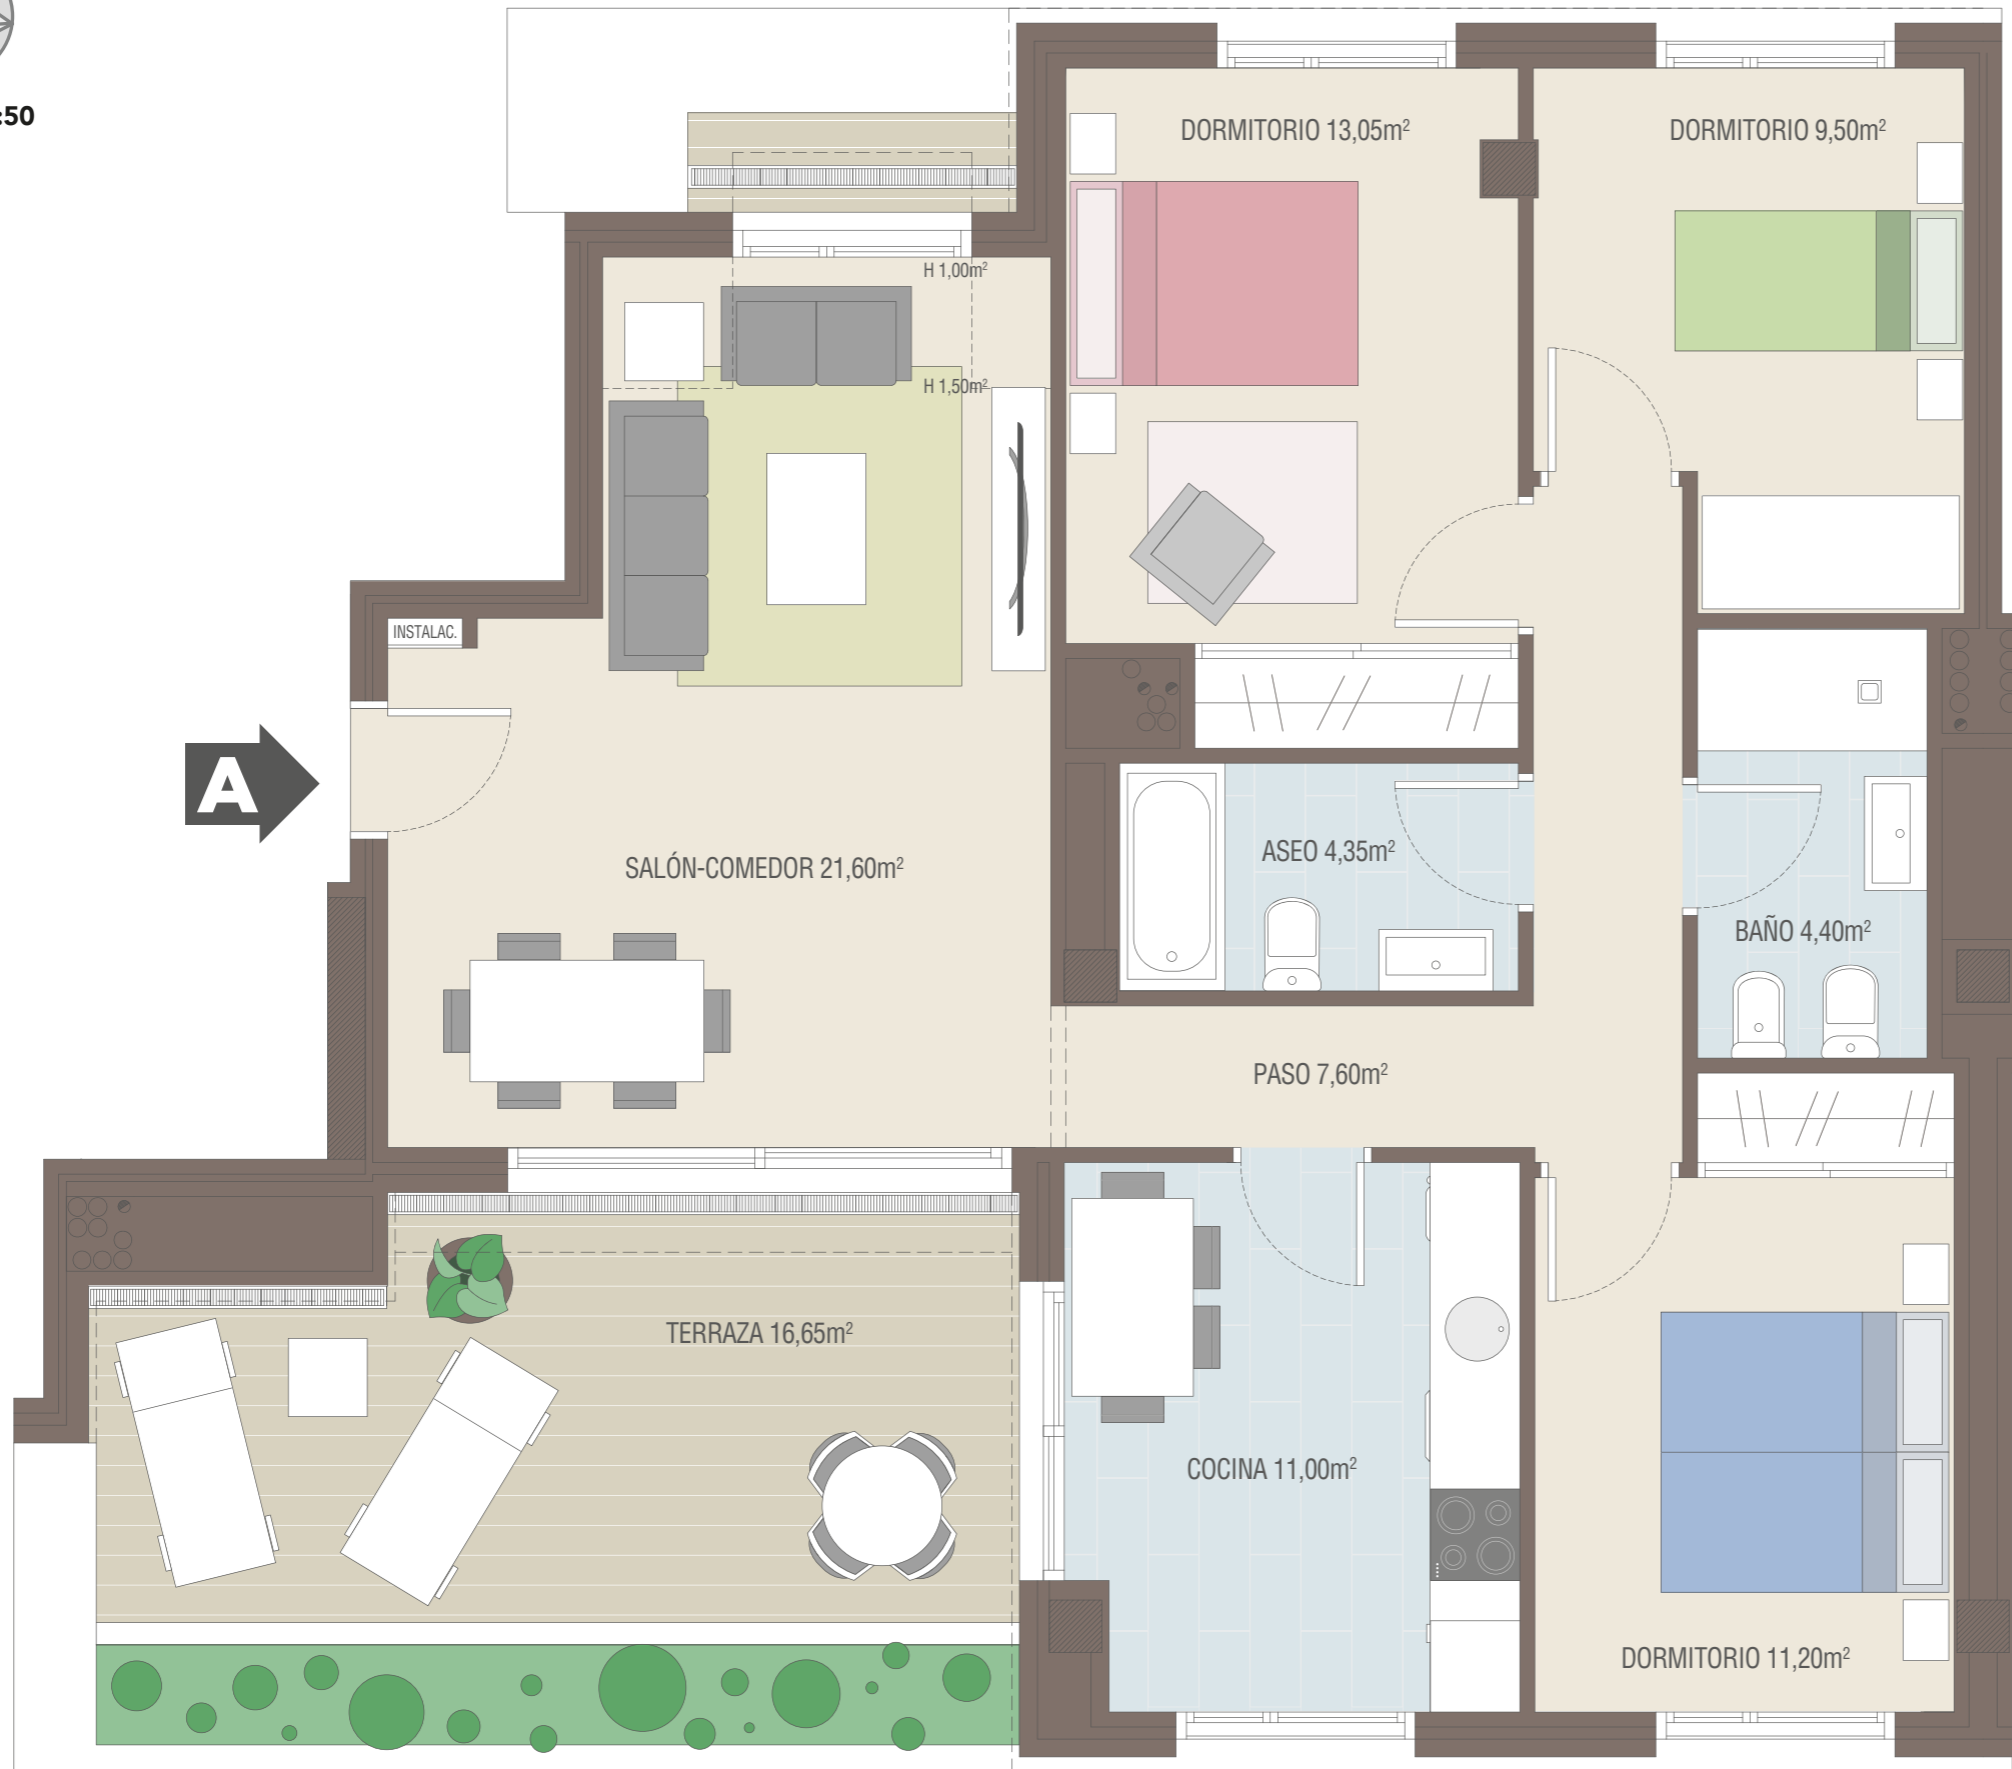 :50
DORMITORIO 13,05m²
DORMITORIO 9,50m²
H 1,00m²
H 1,50m²
INSTALAC.
A
SALÓN-COMEDOR 21,60m²
ASEO 4,35m²
BAÑO 4,40m²
PASO 7,60m²
TERRAZA 16,65m²
COCINA 11,00m²
DORMITORIO 11,20m²